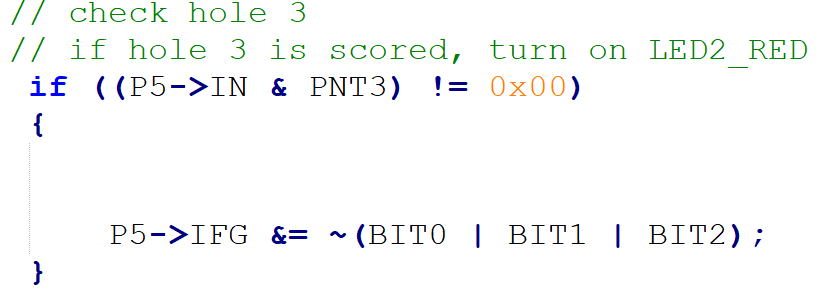 // check hole 3
// if hole 3 is scored, turn on LED2_RED
if ((P5->IN & PNT3) != 0x00)
{
P5->IFG &= ~(BIT0 | BIT1 | BIT2);
}